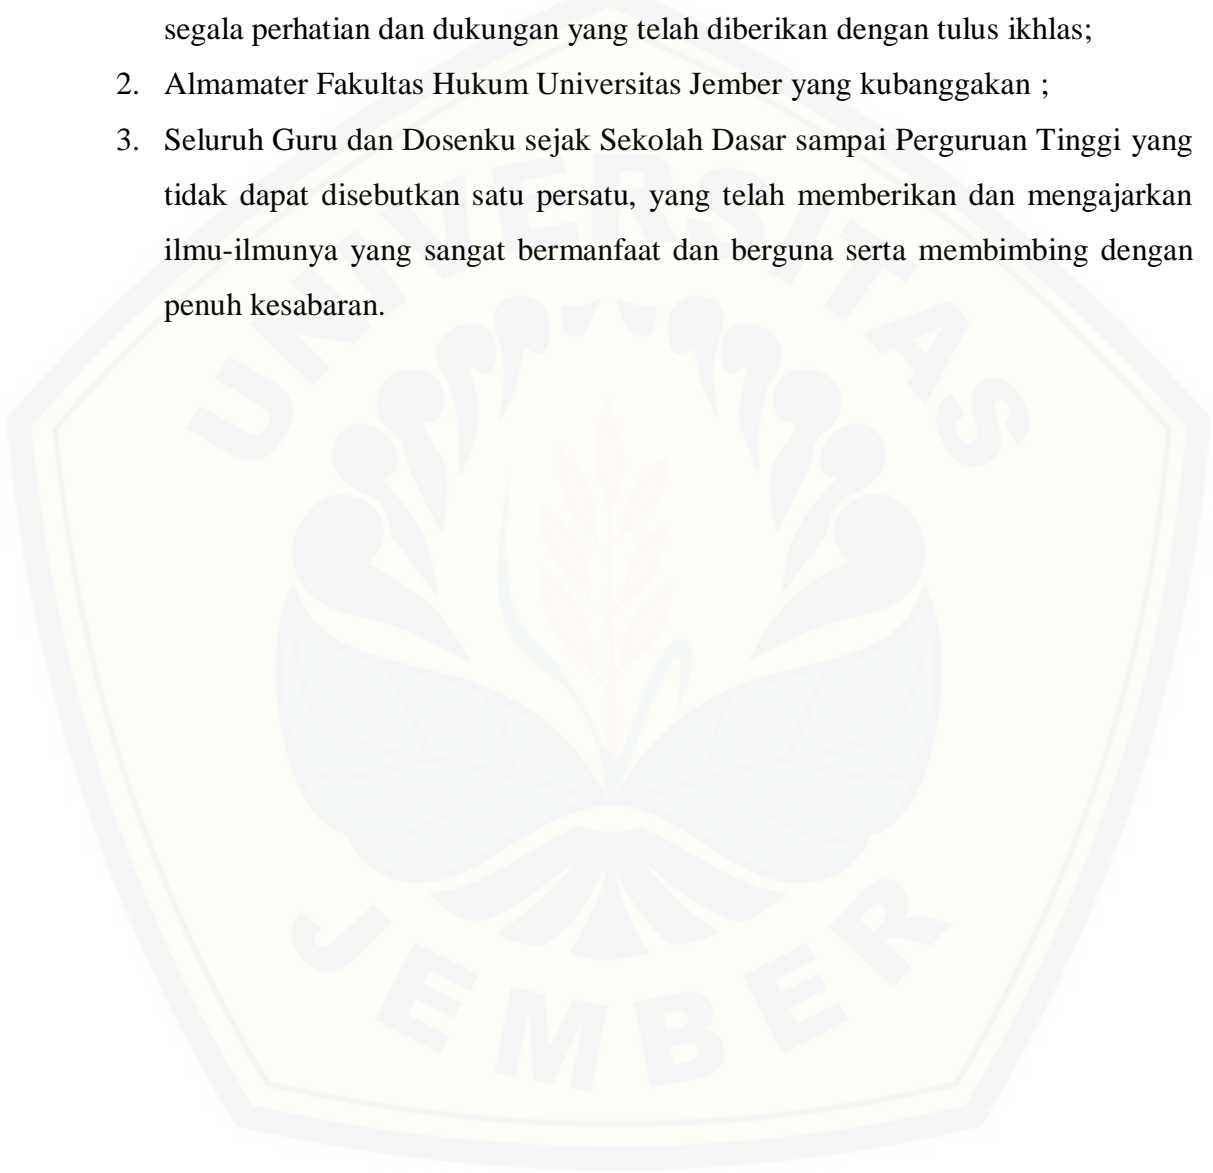 segala perhatian dan dukungan yang telah diberikan dengan tulus ikhlas;
2. Almamater Fakultas Hukum Universitas Jember yang kubanggakan ;
3. Seluruh Guru dan Dosenku sejak Sekolah Dasar sampai Perguruan Tinggi yang
tidak dapat disebutkan satu persatu, yang telah memberikan dan mengajarkan
ilmu-ilmunya yang sangat bermanfaat dan berguna serta membimbing dengan
penuh kesabaran.
UNIVERSITAS
JEMBER